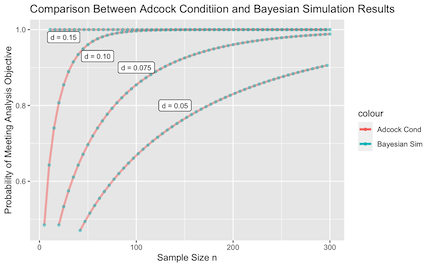 Comparison Between Adcock Conditiion and Bayesian Simulation Results
Probability of Meeting Analysis Objective
1.0
0.8
0.6
d = 0.15
d = 0.10
d = 0.075
d = 0.05
0
100
200
300
Sample Size n
colour
Adcock Cond
Bayesian Sim